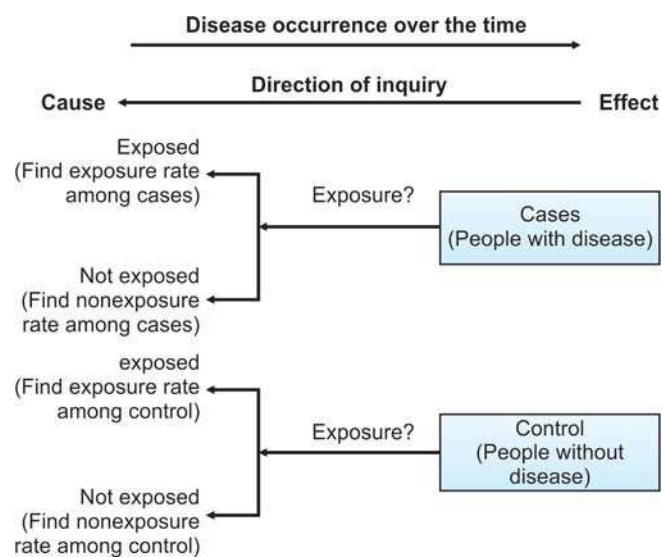 Disease occurrence over the time
Direction of inquiry
Cause
Effect
Exposed
(Find exposure rate
among cases)
Exposure?
Cases
(People with disease)
Not exposed
(Find nonexposure
rate among cases)
exposed
(Find exposure rate
among control)
Exposure?
Control
(People without
disease)
Not exposed
(Find nonexposure
rate among control)